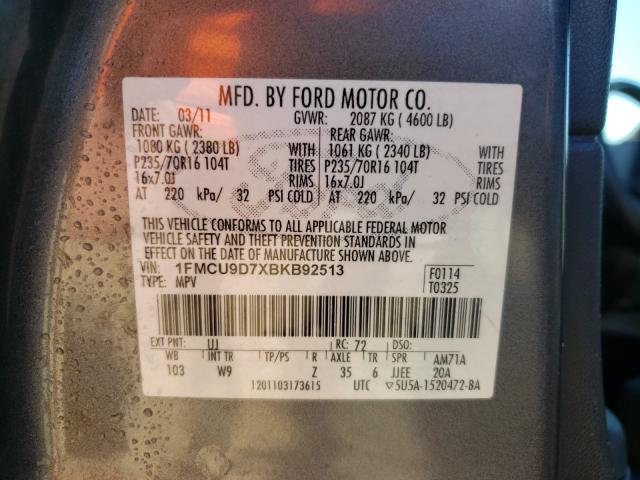 MFD. BY FORD MOTOR CO.
DATE: 03/11 GVWR: 2087 KG ( 4600 LB)
FRONT GAWR: REAR GAWR:
1080 KG ( 2380 LB) WITH 1061 KG ( 2340 LB) WITH
P235/70R16 104T TIRES P235/70R16 104T TIRES
16x7.0J RIMS 16x7.0J RIMS
AT 220 kPa/ 32 PSI COLD AT 220 kPa/ 32 PSI COLD
THIS VEHICLE CONFORMS TO ALL APPLICABLE FEDERAL MOTOR
VEHICLE SAFETY AND THEFT PREVENTION STANDARDS IN
EFFECT ON THE DATE OF MANUFACTURE SHOWN ABOVE.
VIN: 1FMCU9D7XBKB92513 F0114
TYPE: MPV T0325
EXT PNT: UJ RC: 72 DSO:
WB INT TR TP/PS R AXLE TR SPR AM71A
103 W9 Z 35 6 JJEE 20A
1201103173615 UTC ▽5U5A-1520472-BA